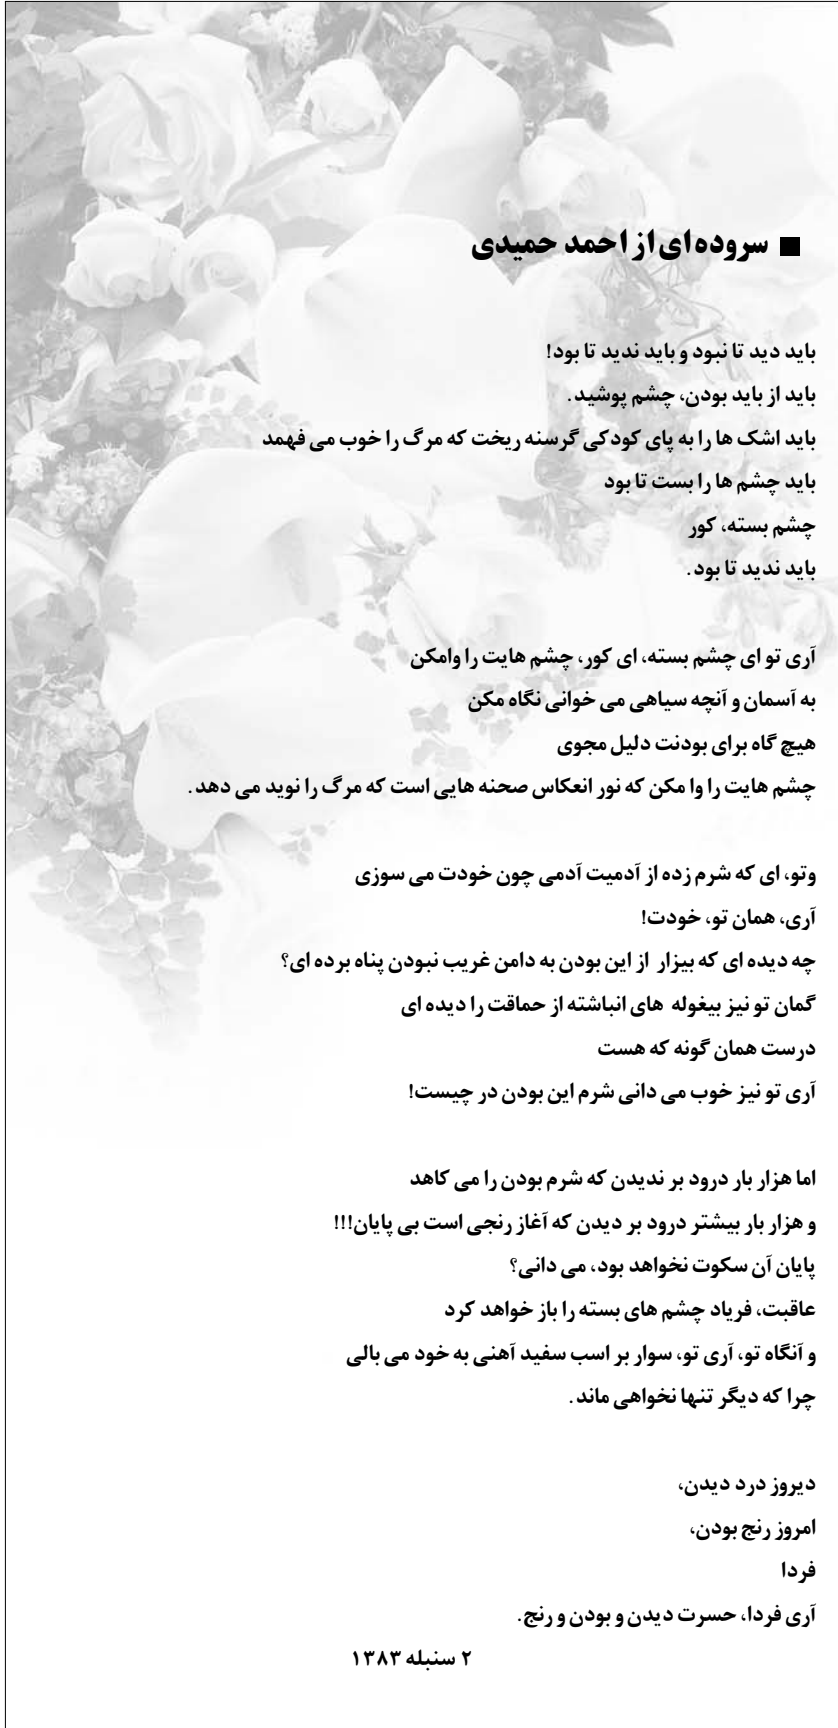 ■ سروده‌ای از احمد حمیدی
باید دید تا نبود و باید ندید تا بود!
باید از باید بودن، چشم پوشید.
باید اشک ها را به پای کودکی گرسنه ریخت که مرگ را خوب می فهمد
باید چشم ها را بست تا بود
چشم بسته، کور
باید ندید تا بود.
آری تو ای چشم بسته، ای کور، چشم هایت را وامکن
به آسمان و آنچه سیاهی می خوانی نگاه مکن
هیچ گاه برای بودنت دلیل مجوی
چشم هایت را وا مکن که نور انعکاس صحنه هایی است که مرگ را نوید می دهد.
وتو، ای که شرم زده از آدمیت آدمی چون خودت می سوزی
آری، همان تو، خودت!
چه دیده ای که بیزار از این بودن به دامن غریب نبودن پناه برده ای؟
گمان تو نیز بیغوله های انباشته از حماقت را دیده ای
درست همان گونه که هست
آری تو نیز خوب می دانی شرم این بودن در چیست!
اما هزار بار درود بر ندیدن که شرم بودن را می کاهد
و هزار بار بیشتر درود بر دیدن که آغاز رنجی است بی پایان!!!
پایان آن سکوت نخواهد بود، می دانی؟
عاقبت، فریاد چشم های بسته را باز خواهد کرد
و آنگاه تو، آری تو، سوار بر اسب سفید آهنی به خود می بالی
چرا که دیگر تنها نخواهی ماند.
دیروز درد دیدن،
امروز رنج بودن،
فردا
آری فردا، حسرت دیدن و بودن و رنج.
۲ سنبله ۱۳۸۳